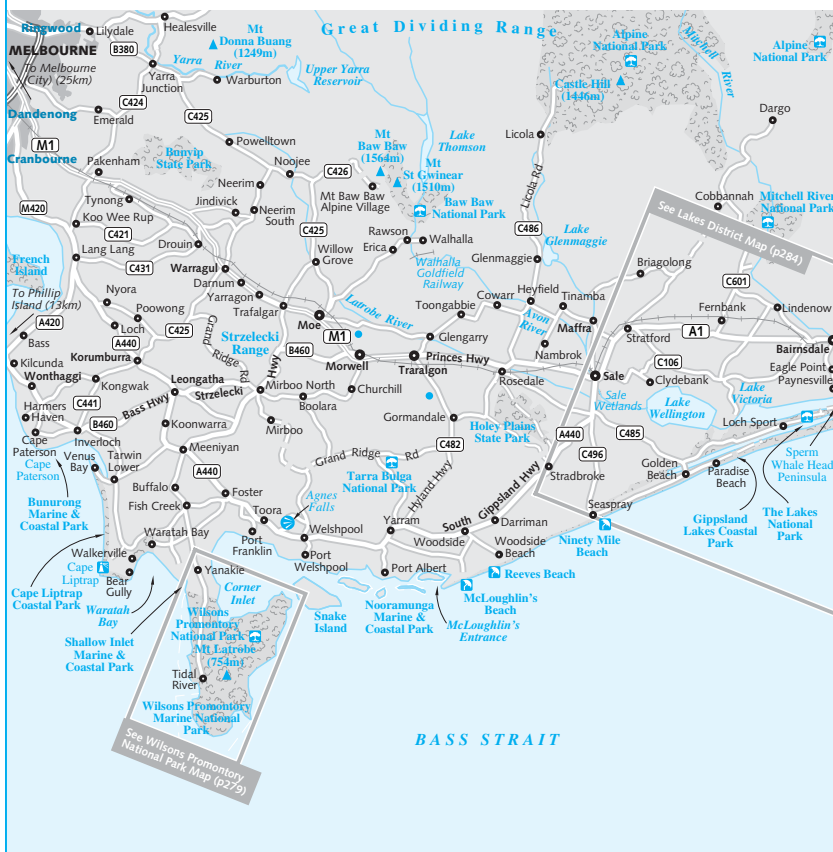 Ringwood
Lilydale
Healesville
Mt
Donna Buang
(1249m)
Great Dividing Range
Alpine
National Park
Mitchell
River
Alpine
National Park
MELBOURNE
B380
To Melbourne
(City) (25km)
Yarra
River
Upper Yarra
Reservoir
Castle Hill
(1446m)
Yarra
Junction
Warburton
C424
C425
Dargo
Dandenong
Emerald
M1
Powelltown
Mt
Baw Baw
(1564m)
Lake
Thomson
Licola
Cranbourne
Bunyip
State Park
Noojee
Mt
St Gwinear
(1510m)
Pakenham
C426
Neerim
Mt Baw Baw
Alpine Village
Baw Baw
National Park
Licola Rd
Cobbannah
Mitchell River
National Park
M420
Tynong
Jindivick
Neerim
South
See Lakes District Map (p284)
Koo Wee Rup
C421
C425
Rawson
Walhalla
C486
Lake
Glenmaggie
Drouin
Willow
Grove
Erica
Lang Lang
C431
Walhalla
Goldfield
Railway
Glenmaggie
Briagolong
French
Island
Warragul
Darnum
C601
To Phillip
Island (13km)
Nyora
Yarragon
Latrobe River
Heyfield
Tinamba
Cowarr
Toongabbie
Poowong
Trafalgar
Avon
River
Fernbank
Lindenow
A420
Loch
C425
Grand
Ridge
Rd
Moe
Maffra
A1
Bass
A440
Strzelecki
Range
M1
Glengarry
Stratford
Bairnsdale
Kilcunda
Korumburra
B460
Morwell
Traralgon
Princes Hwy
Nambrok
C106
Eagle Point
Wonthaggi
Kongwak
Leongatha
Strzelecki
Hwy
Mirboo North
Churchill
Rosedale
Sale
Clydebank
Paynesville
Lake
Victoria
Harmers
Haven
C441
Bass Hwy
Boolara
Gormandale
Sale
Wetlands
Lake
Wellington
B460
Koonwarra
Mirboo
Holey Plains
State Park
Loch Sport
Cape
Paterson
Inverloch
C482
A440
C485
Sperm
Whale Head
Peninsula
Cape
Paterson
Venus
Bay
Tarwin
Lower
Meeniyan
Grand Ridge Rd
C496
A440
Tarra Bulga
National Park
Hyland Hwy
Stradbroke
Golden
Beach
Paradise
Beach
Bunurong
Marine &
Coastal Park
Buffalo
Foster
Agnes
Falls
South Gippsland Hwy
Seaspray
Gippsland
Lakes Coastal
Park
The Lakes
National
Park
Fish Creek
Toora
Yarram
Darriman
Ninety Mile
Beach
Waratah Bay
Port
Franklin
Welshpool
Woodside
Woodside
Beach
Walkerville
Port
Welshpool
Cape
Liptrap
Bear
Gully
Yanakie
Port Albert
Reeves Beach
Cape Liptrap
Coastal Park
Corner
Inlet
McLoughlin's
Beach
Waratah
Bay
Wilsons
Promontory
National Park
Snake
Island
Nooramunga
Marine &
Coastal Park
McLoughlin's
Entrance
Shallow Inlet
Marine &
Coastal Park
Mt Latrobe
(754m)
Tidal
River
Wilsons Promontory
Marine National
Park
BASS STRAIT
See Wilsons Promontory
National Park Map (p279)